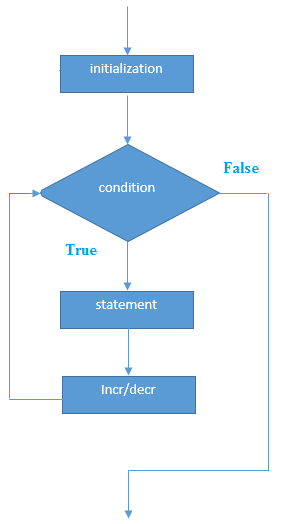 initialization
condition
False
True
statement
Incr/decr